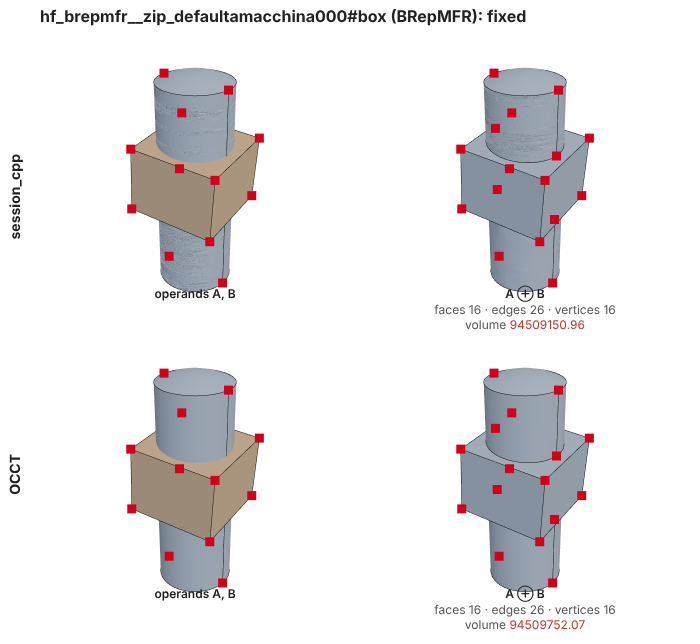 hf_brepmfr__zip_defaultamacchina000#box (BRepMFR): fixed
session_cpp
operands A, B
A ⊕ B
faces 16 · edges 26 · vertices 16
volume 94509150.96
OCCT
operands A, B
A ⊕ B
faces 16 · edges 26 · vertices 16
volume 94509752.07